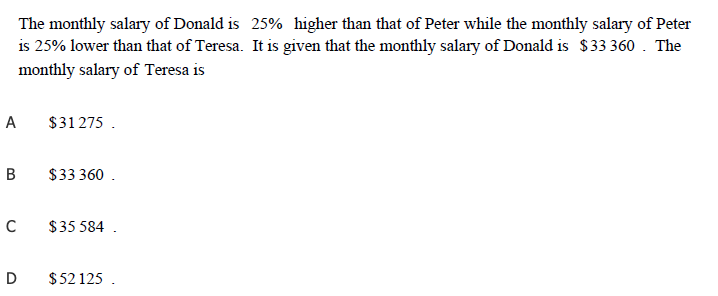 The monthly salary of Donald is 25% higher than that of Peter while the monthly salary of Peter
is 25% lower than that of Teresa. It is given that the monthly salary of Donald is $33 360 . The
monthly salary of Teresa is
A $31 275 .
B $33 360 .
C $35 584 .
D $52 125 .